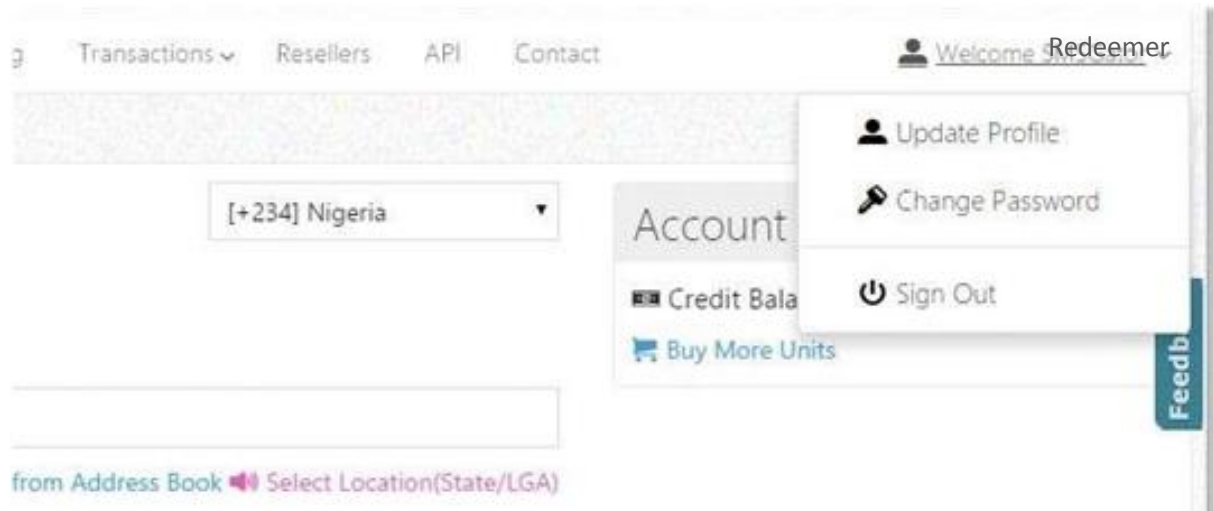 g Transactions Resellers API Contact Welcome Redeemer
Update Profile
[+234] Nigeria
Change Password
Account
Credit Bala
Sign Out
Buy More Units
Feedb
from Address Book Select Location(State/LGA)